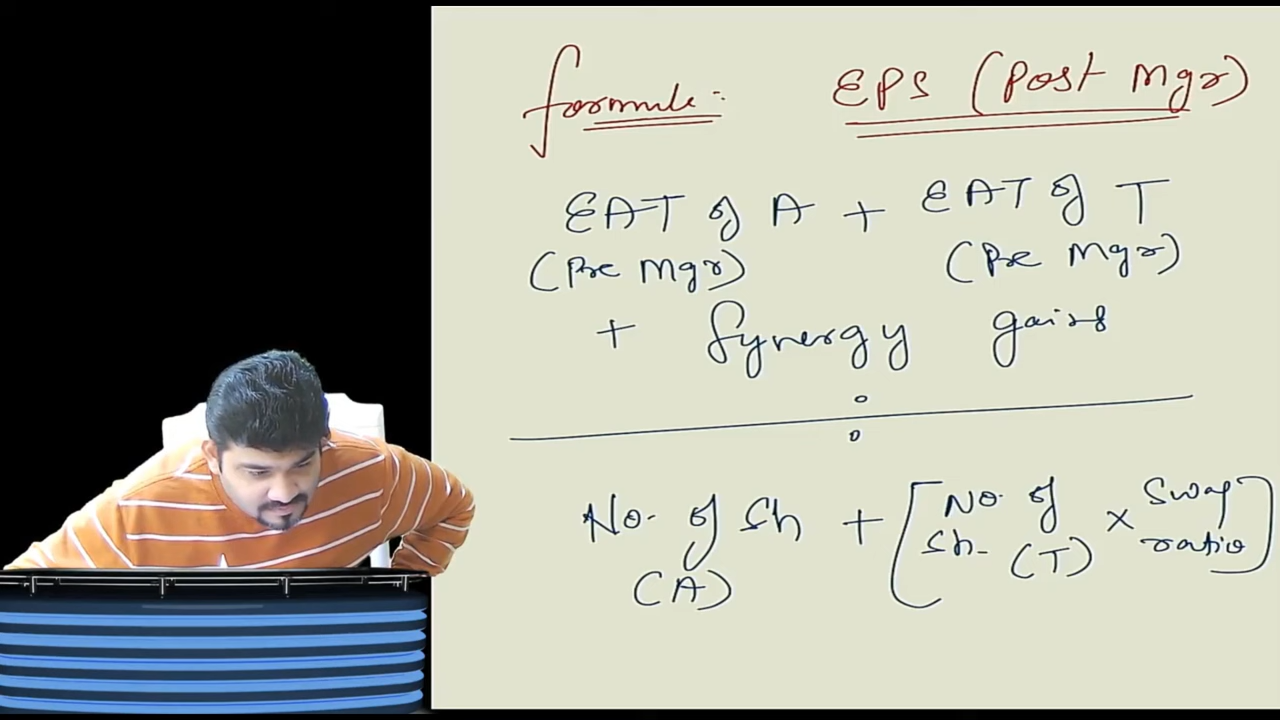 formule:- EPS (Post Mgr)
EAT of A + EAT of T
(Pre Mgr) (Pre Mgr)
+ Synergy gains
No. of Sh + [No. of Sh. (T) × Swap ratio]
(A)